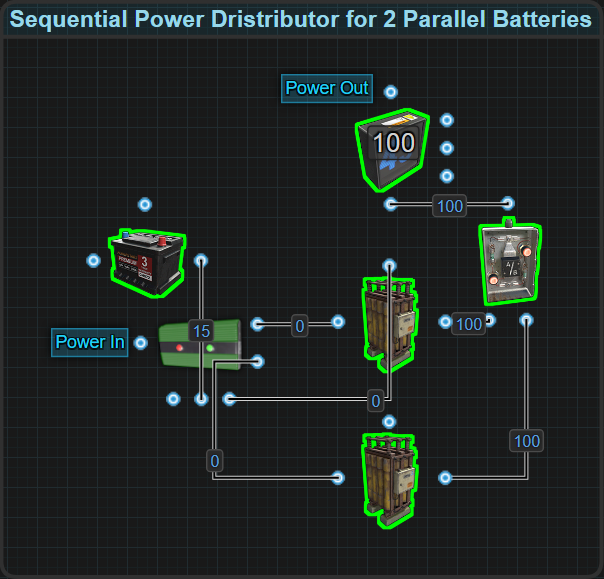 Sequential Power Dristributor for 2 Parallel Batteries
Power Out
100
100
PREMIUM 3
A/B
15
0
100
Power In
0
100
0